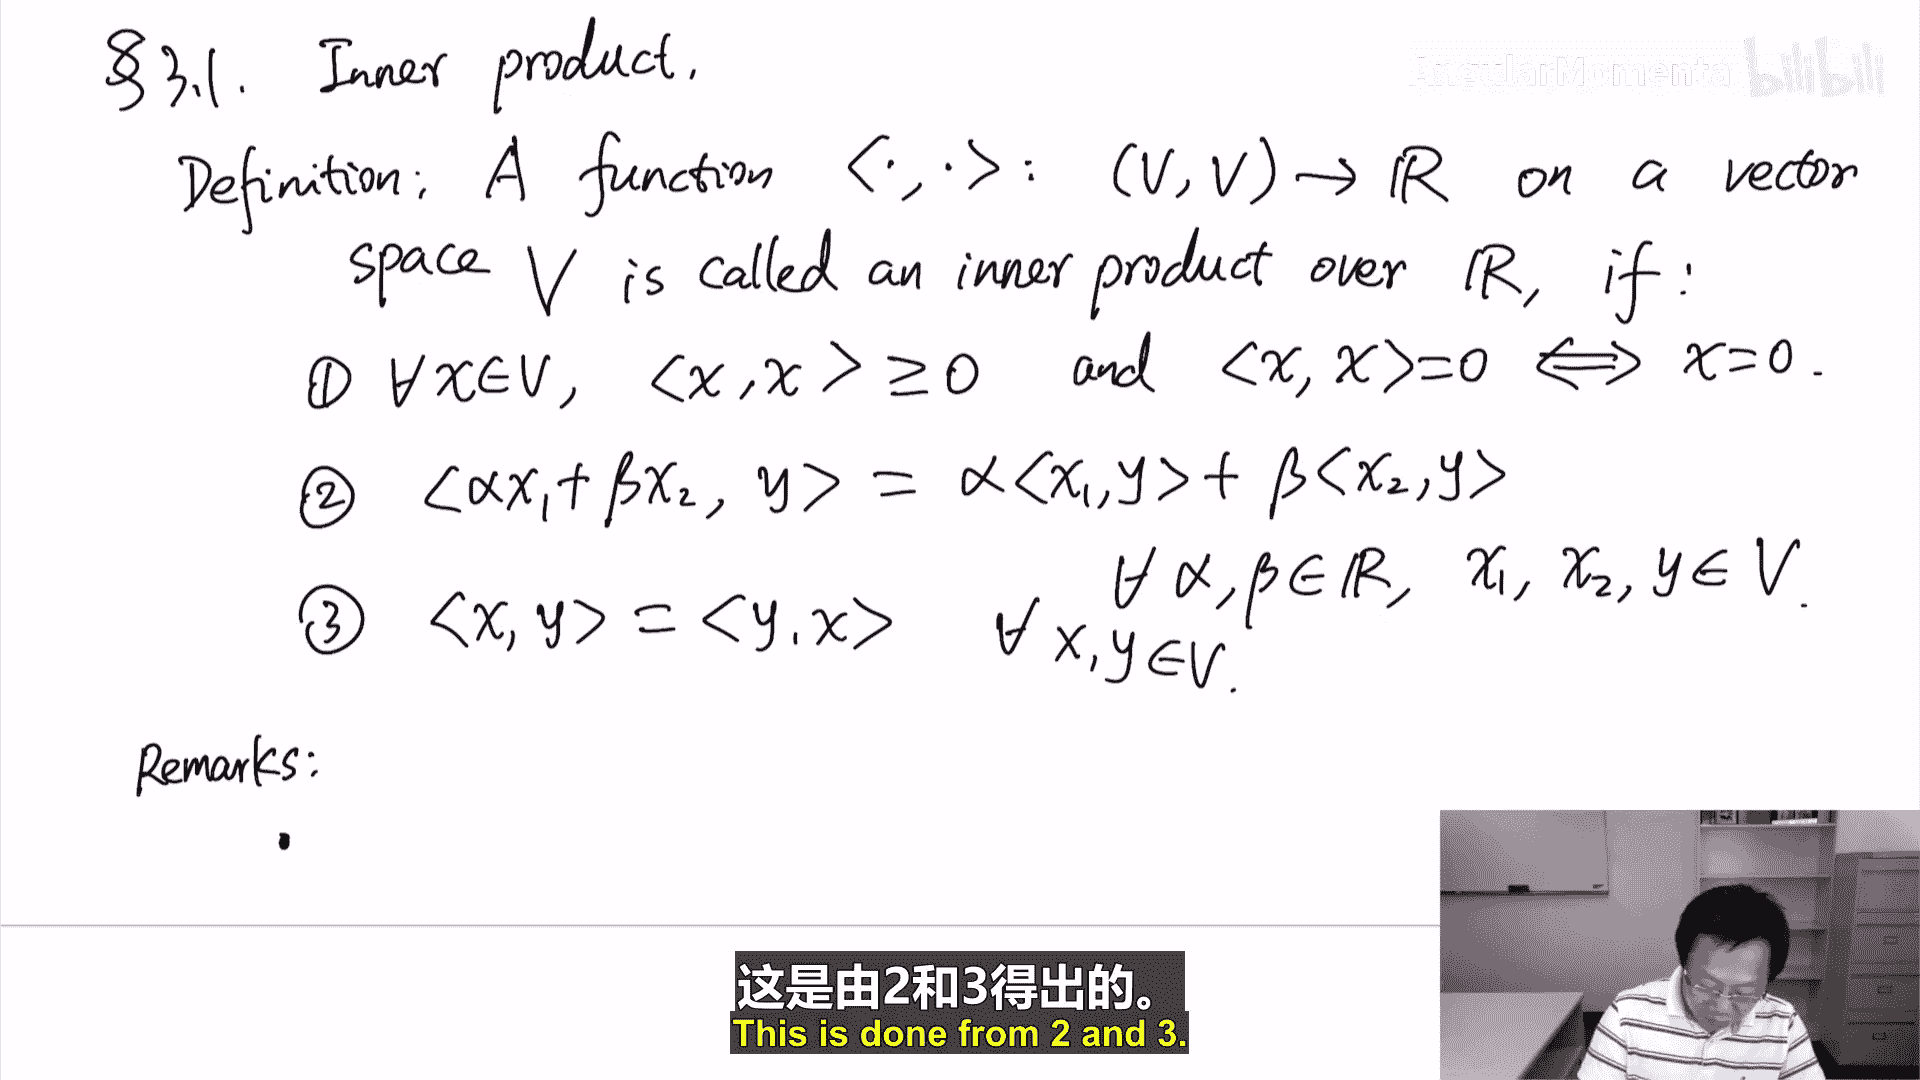 §3.1. Inner product.
AngularMomenta bilibili
Definition: A function <·,·>: (V, V) → ℝ on a vector
space V is called an inner product over ℝ, if:
① ∀x∈V, <x, x> ≥ 0 and <x, x>=0 ⟺ x=0.
② <αx₁+βx₂, y> = α<x₁,y>+ β<x₂,y>
∀ α,β∈ℝ, x₁, x₂, y∈V.
③ <x, y> = <y, x> ∀ x,y∈V.
Remarks:
•
这是由2和3得出的。
This is done from 2 and 3.